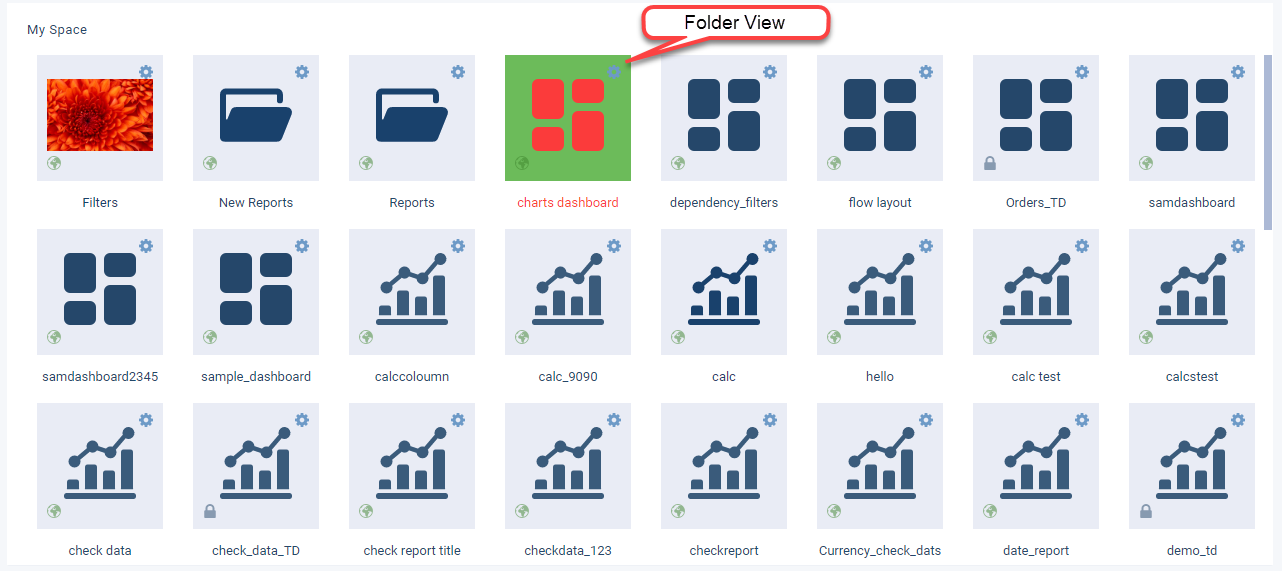 Folder View
My Space
Filters
New Reports
Reports
charts dashboard
dependency_filters
flow layout
Orders_TD
samdashboard
samdashboard2345
sample_dashboard
calccoloumn
calc_9090
calc
hello
calc test
calcstest
check data
check_data_TD
check report title
checkdata_123
checkreport
Currency_check_dats
date_report
demo_td